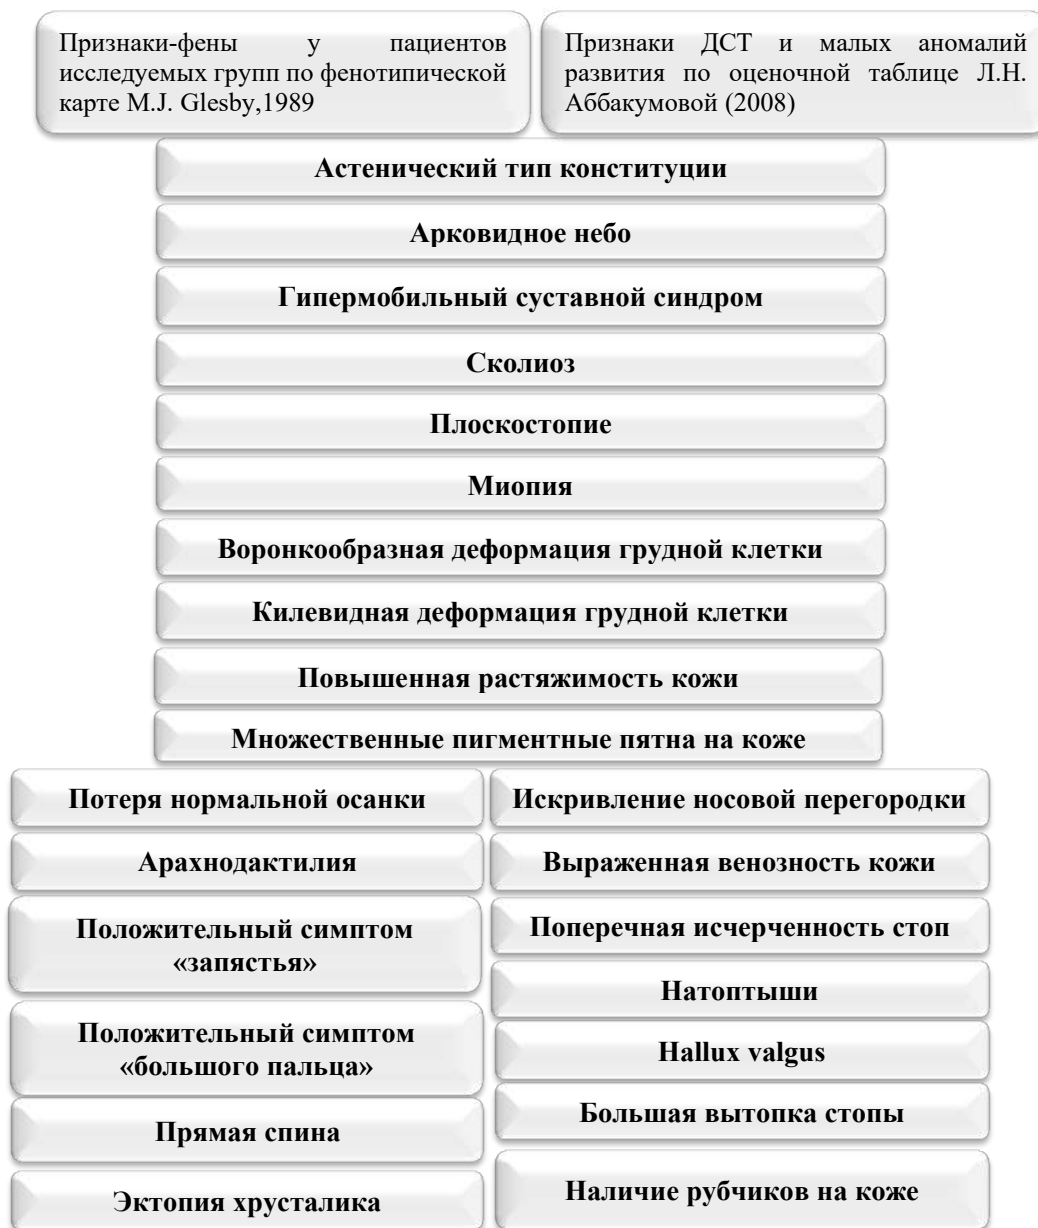 Признаки-фены у пациентов
исследуемых групп по фенотипической
карте M.J. Glesby,1989
Признаки ДСТ и малых аномалий
развития по оценочной таблице Л.Н.
Аббакумовой (2008)
Астенический тип конституции
Арковидное небо
Гипермобильный суставной синдром
Сколиоз
Плоскостопие
Миопия
Воронкообразная деформация грудной клетки
Килевидная деформация грудной клетки
Повышенная растяжимость кожи
Множественные пигментные пятна на коже
Потеря нормальной осанки
Арахнодактилия
Положительный симптом
«запястья»
Положительный симптом
«большого пальца»
Прямая спина
Эктопия хрусталика
Искривление носовой перегородки
Выраженная венозность кожи
Поперечная исчерченность стоп
Натоптыши
Hallux valgus
Большая вытопка стопы
Наличие рубчиков на коже